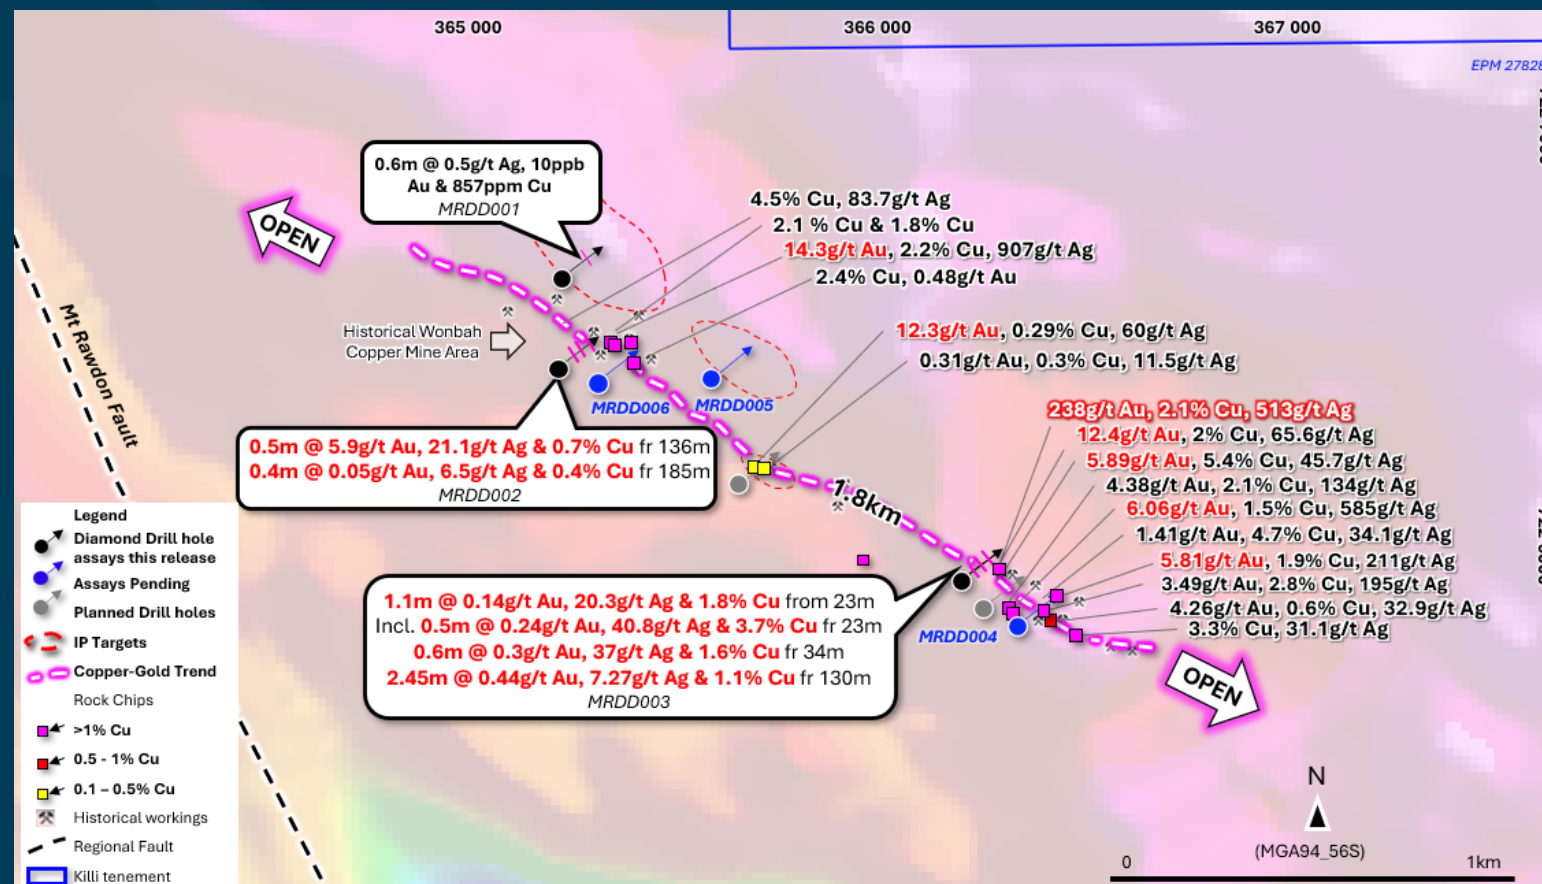 365 000
366 000
367 000
EPM 27828
0.6m @ 0.5g/t Ag, 10ppb
Au & 857ppm Cu
MRDD001
OPEN
4.5% Cu, 83.7g/t Ag
2.1 % Cu & 1.8% Cu
14.3g/t Au, 2.2% Cu, 907g/t Ag
2.4% Cu, 0.48g/t Au
Mt Rawdon Fault
Historical Wonbah
Copper Mine Area
12.3g/t Au, 0.29% Cu, 60g/t Ag
0.31g/t Au, 0.3% Cu, 11.5g/t Ag
MRDD006
MRDD005
238g/t Au, 2.1% Cu, 513g/t Ag
12.4g/t Au, 2% Cu, 65.6g/t Ag
5.89g/t Au, 5.4% Cu, 45.7g/t Ag
4.38g/t Au, 2.1% Cu, 134g/t Ag
6.06g/t Au, 1.5% Cu, 585g/t Ag
1.41g/t Au, 4.7% Cu, 34.1g/t Ag
5.81g/t Au, 1.9% Cu, 211g/t Ag
3.49g/t Au, 2.8% Cu, 195g/t Ag
4.26g/t Au, 0.6% Cu, 32.9g/t Ag
3.3% Cu, 31.1g/t Ag
0.5m @ 5.9g/t Au, 21.1g/t Ag & 0.7% Cu fr 136m
0.4m @ 0.05g/t Au, 6.5g/t Ag & 0.4% Cu fr 185m
MRDD002
1.8km
1.1m @ 0.14g/t Au, 20.3g/t Ag & 1.8% Cu from 23m
Incl. 0.5m @ 0.24g/t Au, 40.8g/t Ag & 3.7% Cu fr 23m
0.6m @ 0.3g/t Au, 37g/t Ag & 1.6% Cu fr 34m
2.45m @ 0.44g/t Au, 7.27g/t Ag & 1.1% Cu fr 130m
MRDD003
MRDD004
OPEN
Legend
Diamond Drill hole
assays this release
Assays Pending
Planned Drill holes
IP Targets
Copper-Gold Trend
Rock Chips
>1% Cu
0.5 - 1% Cu
0.1 – 0.5% Cu
Historical workings
Regional Fault
Killi tenement
N
(MGA94_56S)
0
1km